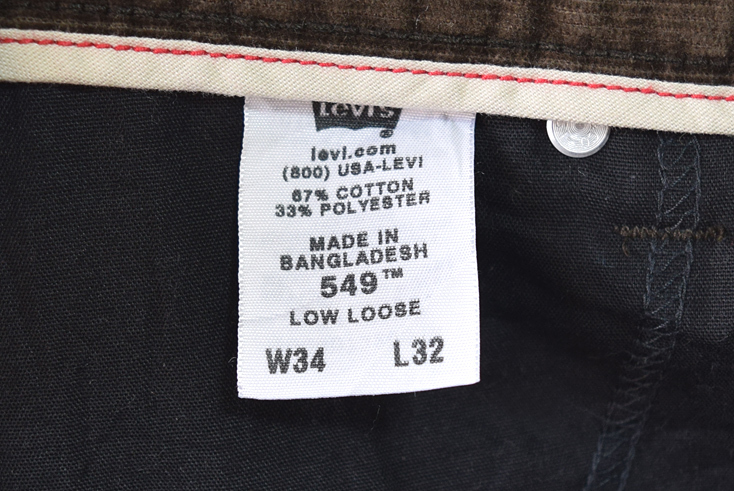 Levi's
®
levi.com
(800) USA-LEVI
67% COTTON
33% POLYESTER
MADE IN
BANGLADESH
549™
LOW LOOSE
W34 L32